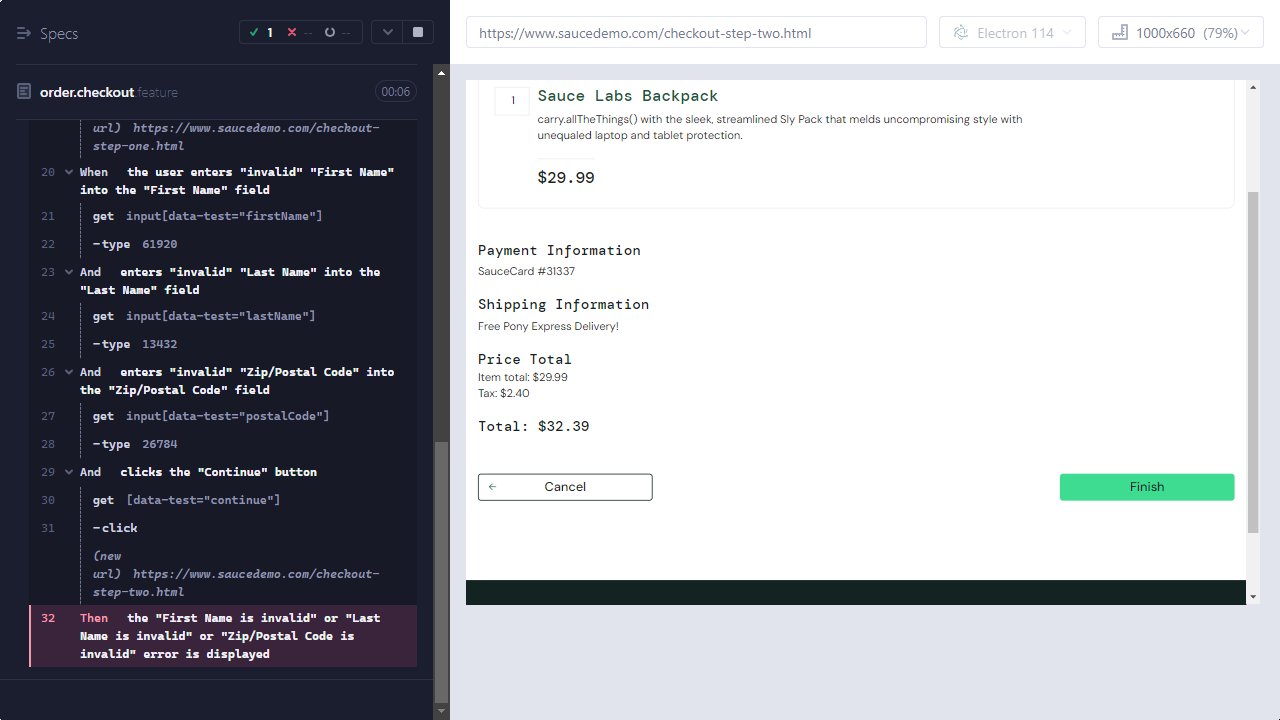 Specs
1
--
--
order.checkout.feature
00:06
url) https://www.saucedemo.com/checkout-
step-one.html
20 When the user enters "invalid" "First Name"
into the "First Name" field
21 get input[data-test="firstName"]
22 -type 61920
23 And enters "invalid" "Last Name" into the
"Last Name" field
24 get input[data-test="lastName"]
25 -type 13432
26 And enters "invalid" "Zip/Postal Code" into
the "Zip/Postal Code" field
27 get input[data-test="postalCode"]
28 -type 26784
29 And clicks the "Continue" button
30 get [data-test="continue"]
31 -click
(new
url) https://www.saucedemo.com/checkout-
step-two.html
32 Then the "First Name is invalid" or "Last
Name is invalid" or "Zip/Postal Code is
invalid" error is displayed
https://www.saucedemo.com/checkout-step-two.html
Electron 114
1000x660 (79%)
1
Sauce Labs Backpack
carry.allTheThings() with the sleek, streamlined Sly Pack that melds uncompromising style with
unequaled laptop and tablet protection.
$29.99
Payment Information
SauceCard #31337
Shipping Information
Free Pony Express Delivery!
Price Total
Item total: $29.99
Tax: $2.40
Total: $32.39
Cancel
Finish